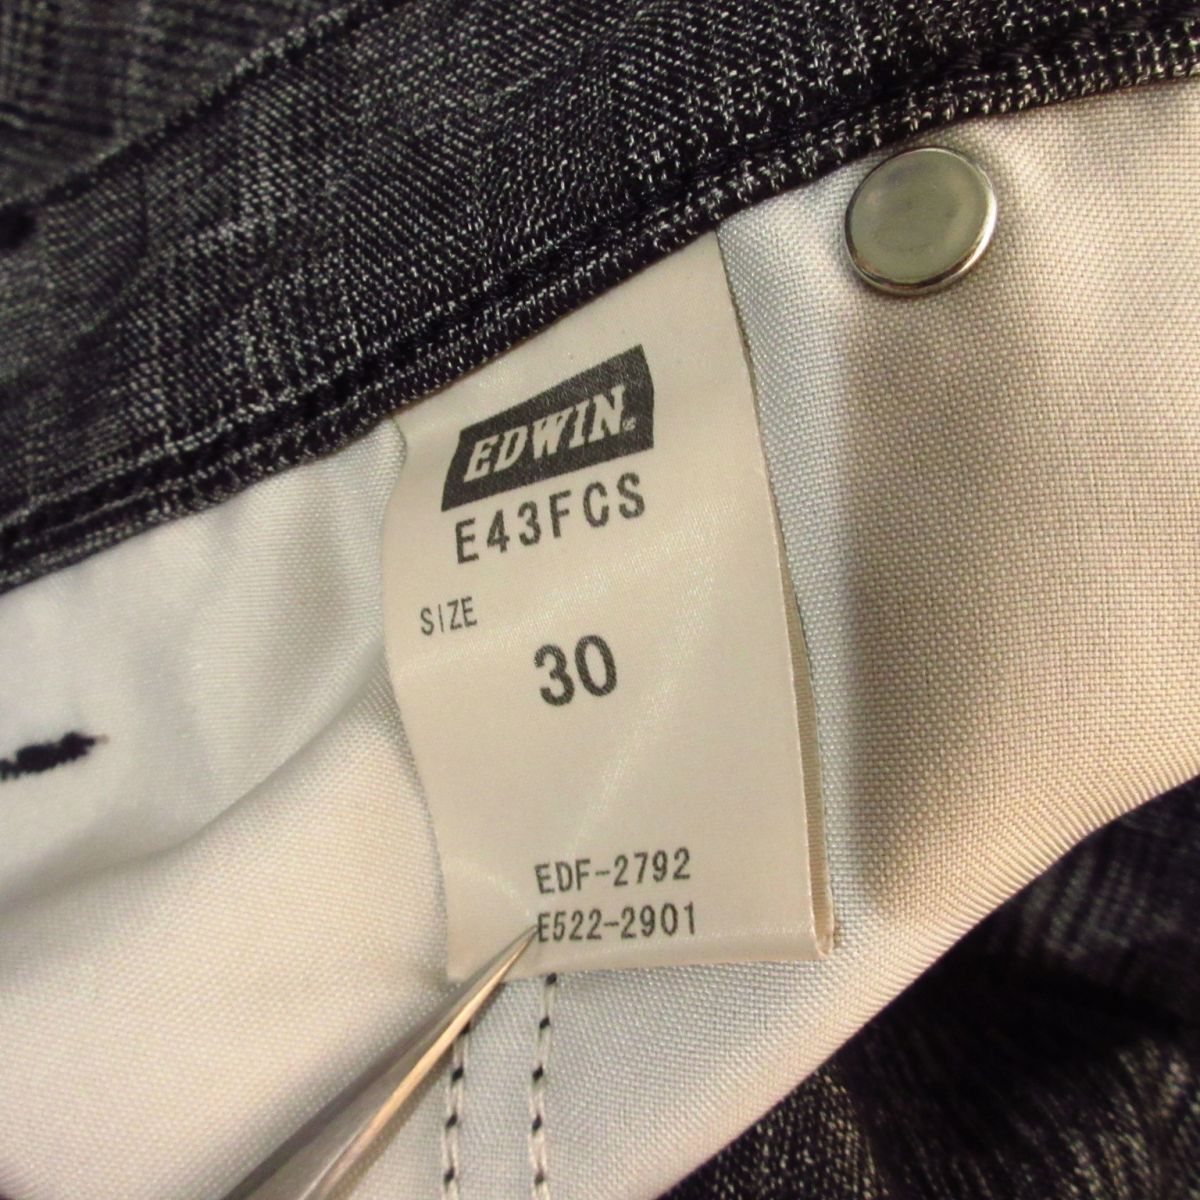 EDWIN
E43FCS
SIZE
30
EDF-2792
E522-2901